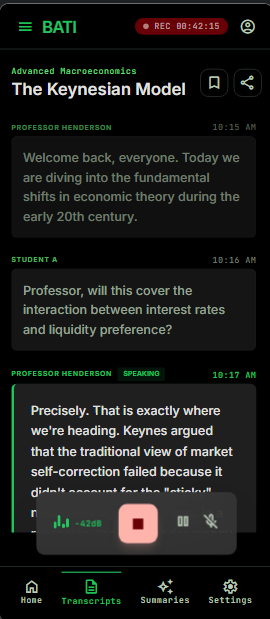 BATI
REC 00:42:15
Advanced Macroeconomics
The Keynesian Model
PROFESSOR HENDERSON
10:15 AM
Welcome back, everyone. Today we
are diving into the fundamental
shifts in economic theory during the
early 20th century.
STUDENT A
10:16 AM
Professor, will this cover the
interaction between interest rates
and liquidity preference?
PROFESSOR HENDERSON
SPEAKING
10:17 AM
Precisely. That is exactly where
we're heading. Keynes argued
that the traditional view of market
self-correction failed because it
didn't account for the "sticky"
-42dB
Home
Transcripts
Summaries
Settings